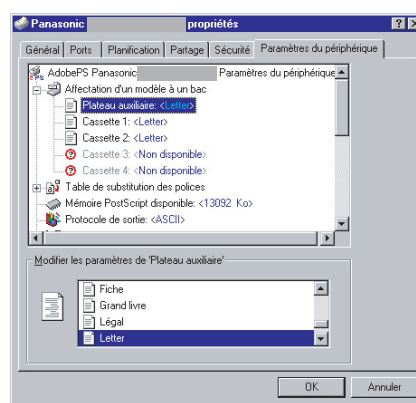 Panasonic propriétés
Général Ports Planification Partage Sécurité Paramètres du périphérique
AdobePS Panasonic Paramètres du périphérique
Affectation d'un modèle à un bac
Plateau auxiliaire: <Letter>
Cassette 1: <Letter>
Cassette 2: <Letter>
Cassette 3: <Non disponible>
Cassette 4: <Non disponible>
Table de substitution des polices
Mémoire PostScript disponible: <13092 Ko>
Protocole de sortie: <ASCII>
Modifier les paramètres de 'Plateau auxiliaire'
Fiche
Grand livre
Légal
Letter
OK Annuler